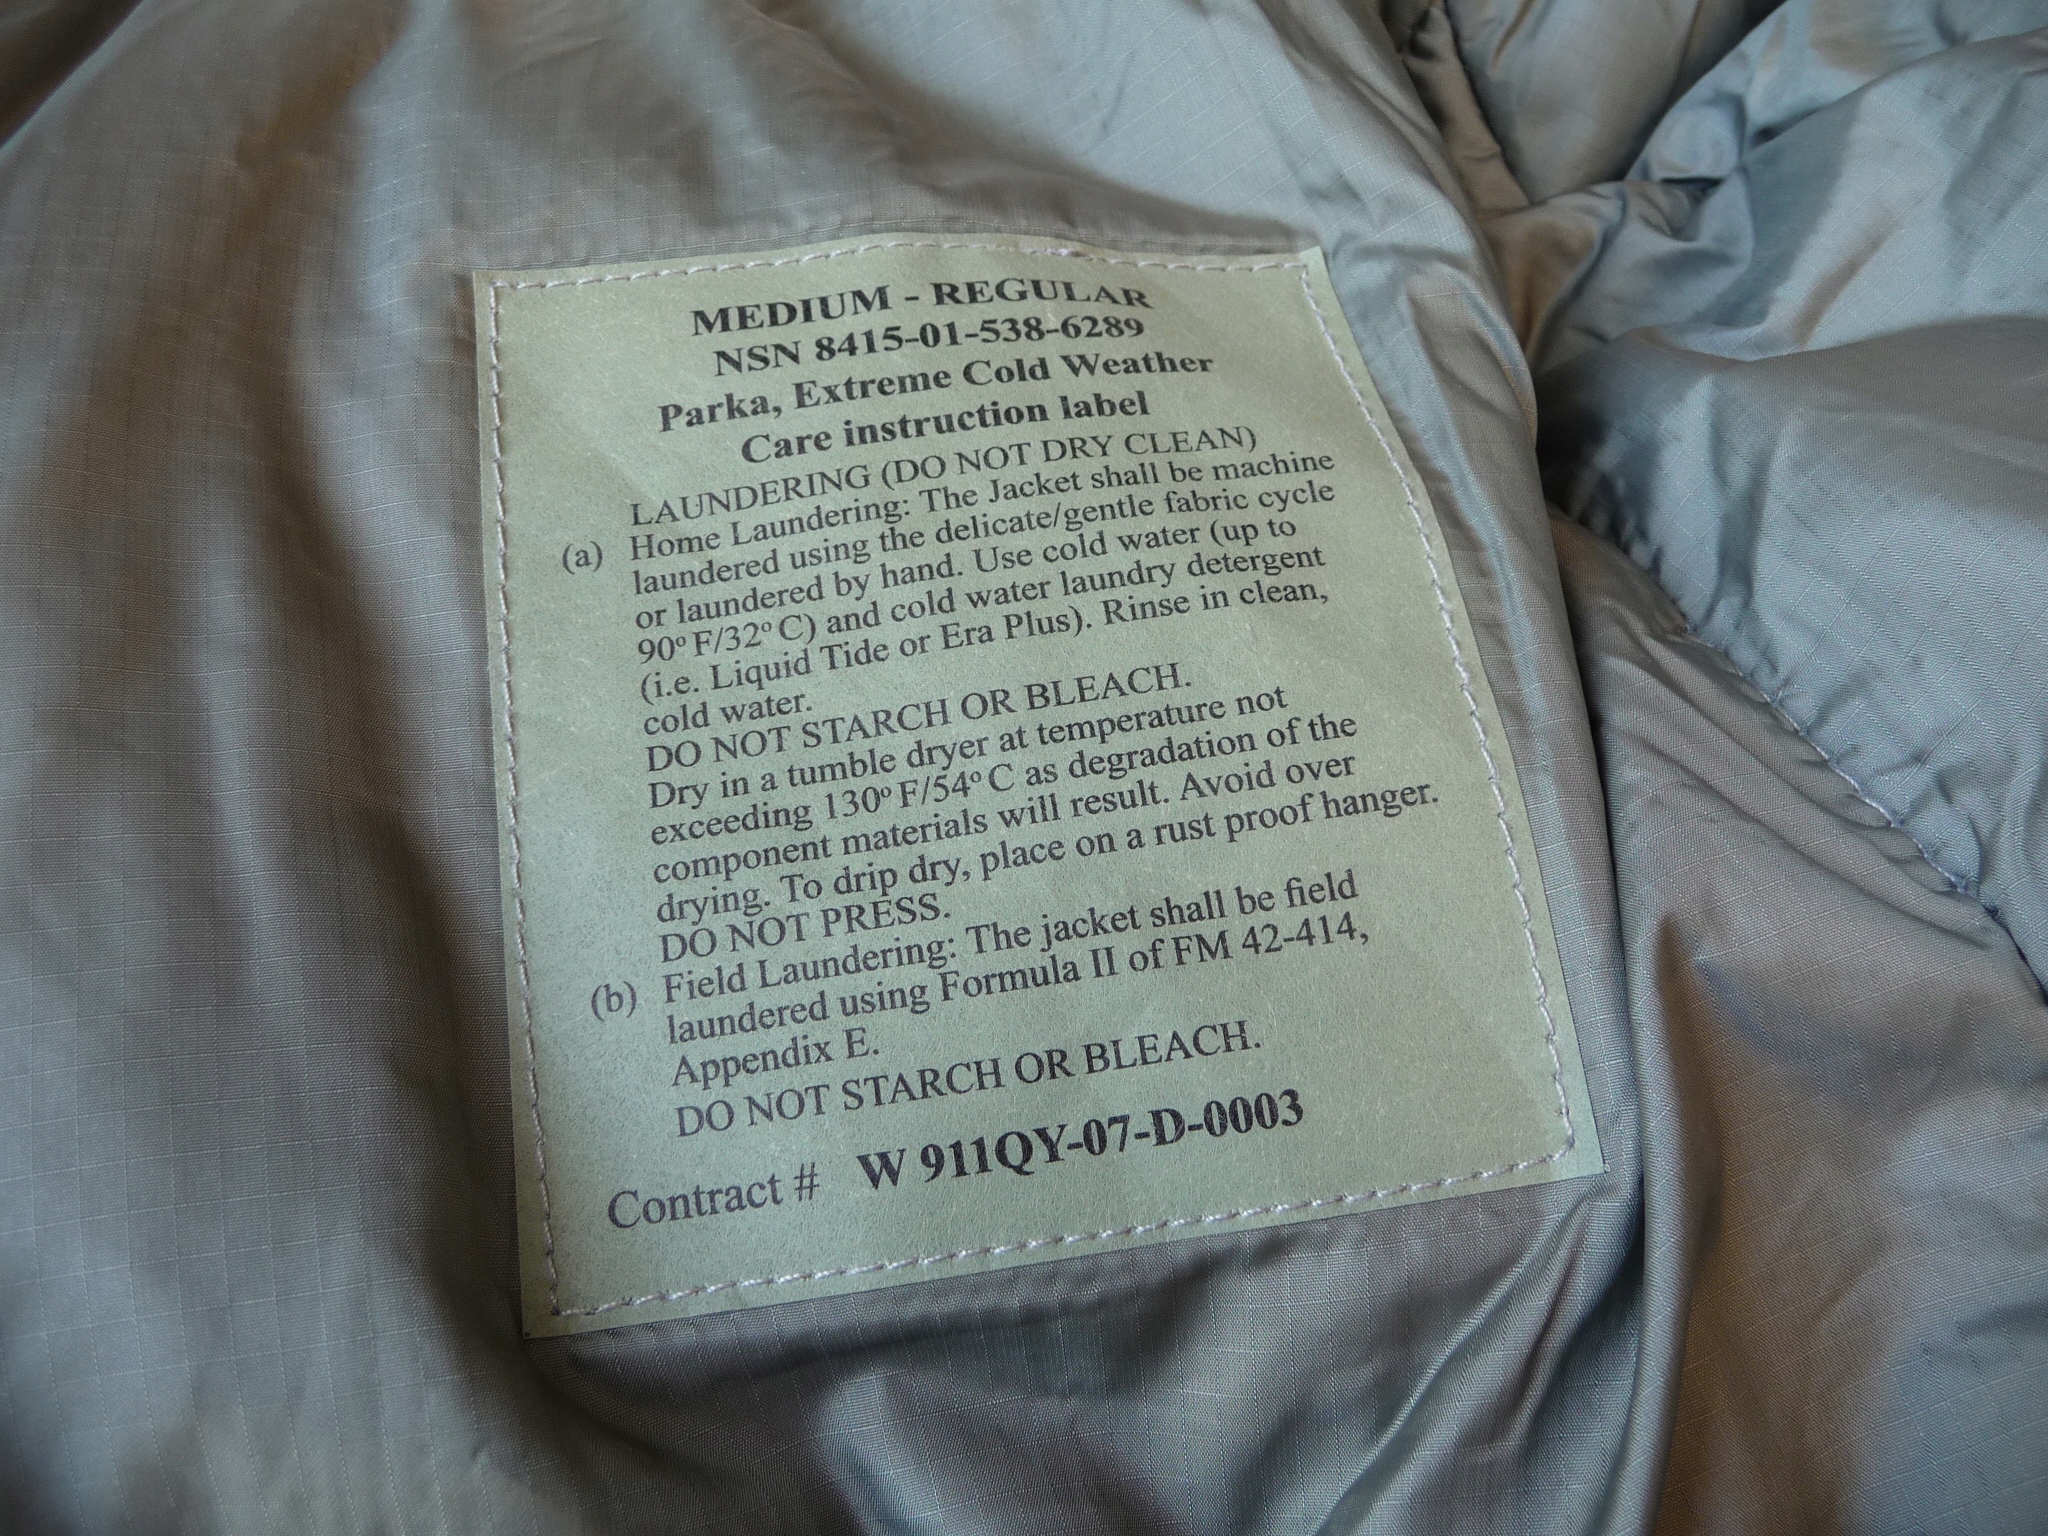 MEDIUM - REGULAR
NSN 8415-01-538-6289
Parka, Extreme Cold Weather
Care instruction label
LAUNDERING (DO NOT DRY CLEAN)
(a) Home Laundering: The Jacket shall be machine
laundered using the delicate/gentle fabric cycle
or laundered by hand. Use cold water (up to
90º F/32º C) and cold water laundry detergent
(i.e. Liquid Tide or Era Plus). Rinse in clean,
cold water.
DO NOT STARCH OR BLEACH.
Dry in a tumble dryer at temperature not
exceeding 130º F/54º C as degradation of the
component materials will result. Avoid over
drying. To drip dry, place on a rust proof hanger.
DO NOT PRESS.
(b) Field Laundering: The jacket shall be field
laundered using Formula II of FM 42-414,
Appendix E.
DO NOT STARCH OR BLEACH.
Contract # W 911QY-07-D-0003